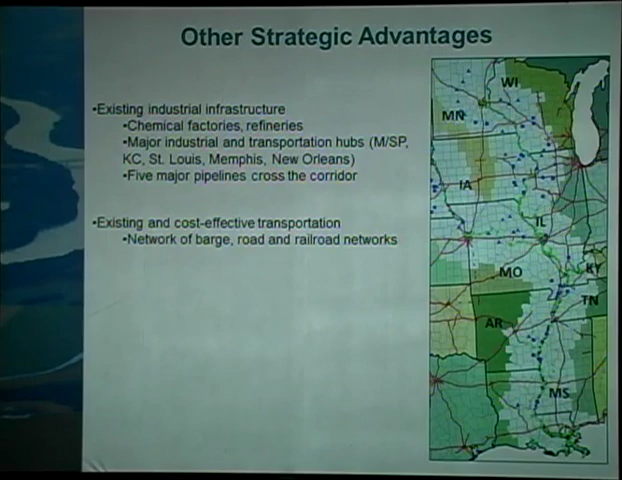 Other Strategic Advantages
•Existing industrial infrastructure
•Chemical factories, refineries
•Major industrial and transportation hubs (M/SP,
KC, St. Louis, Memphis, New Orleans)
•Five major pipelines cross the corridor
•Existing and cost-effective transportation
•Network of barge, road and railroad networks
WI
MN
IA
IL
MO
KY
TN
AR
MS